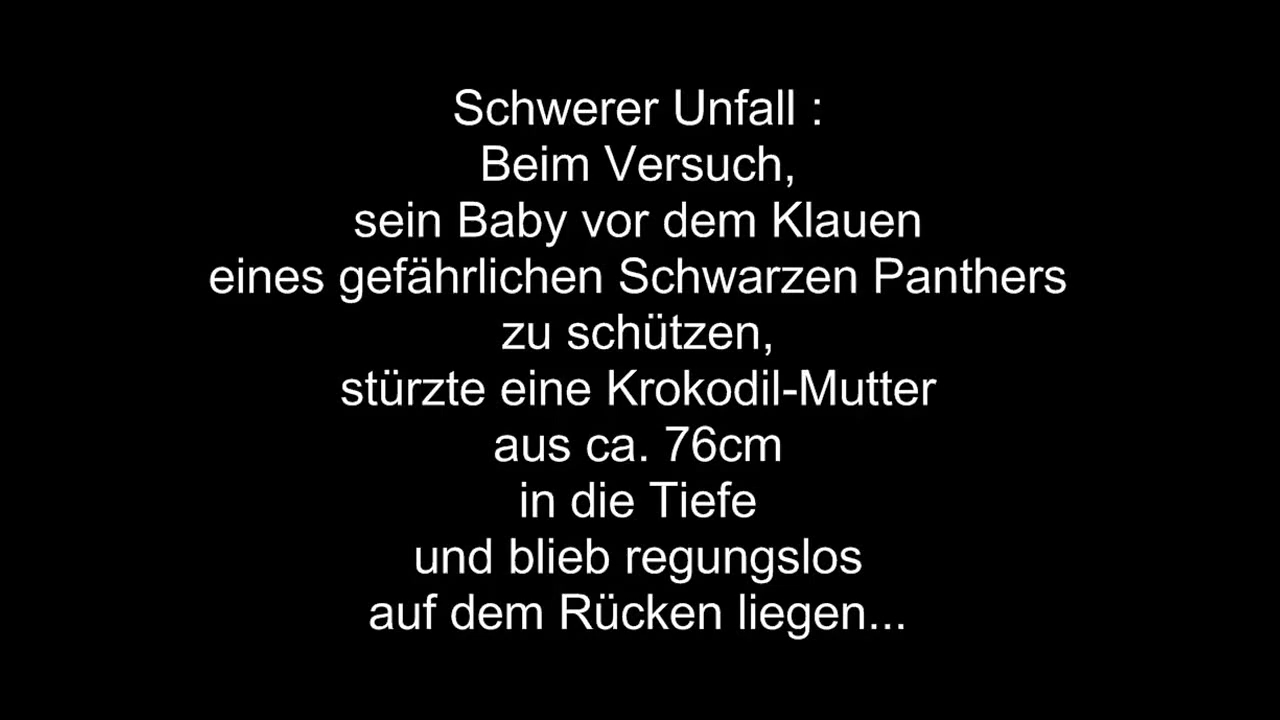 Schwerer Unfall :
Beim Versuch,
sein Baby vor dem Klauen
eines gefährlichen Schwarzen Panthers
zu schützen,
stürzte eine Krokodil-Mutter
aus ca. 76cm
in die Tiefe
und blieb regungslos
auf dem Rücken liegen...